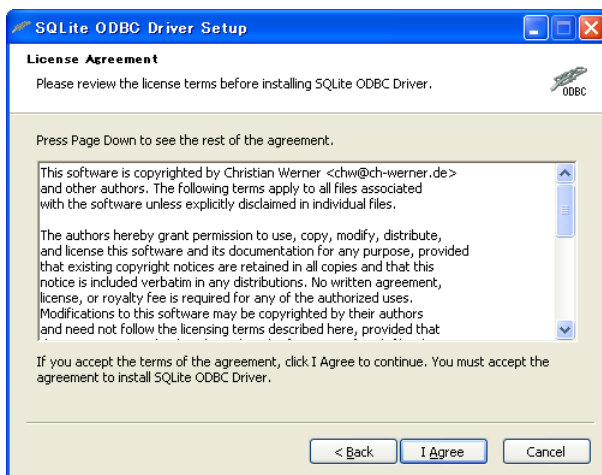 SQLite ODBC Driver Setup
License Agreement
Please review the license terms before installing SQLite ODBC Driver.
ODBC
Press Page Down to see the rest of the agreement.
This software is copyrighted by Christian Werner <chw@ch-werner.de>
and other authors. The following terms apply to all files associated
with the software unless explicitly disclaimed in individual files.
The authors hereby grant permission to use, copy, modify, distribute,
and license this software and its documentation for any purpose, provided
that existing copyright notices are retained in all copies and that this
notice is included verbatim in any distributions. No written agreement,
license, or royalty fee is required for any of the authorized uses.
Modifications to this software may be copyrighted by their authors
and need not follow the licensing terms described here, provided that
If you accept the terms of the agreement, click I Agree to continue. You must accept the
agreement to install SQLite ODBC Driver.
< Back
I Agree
Cancel